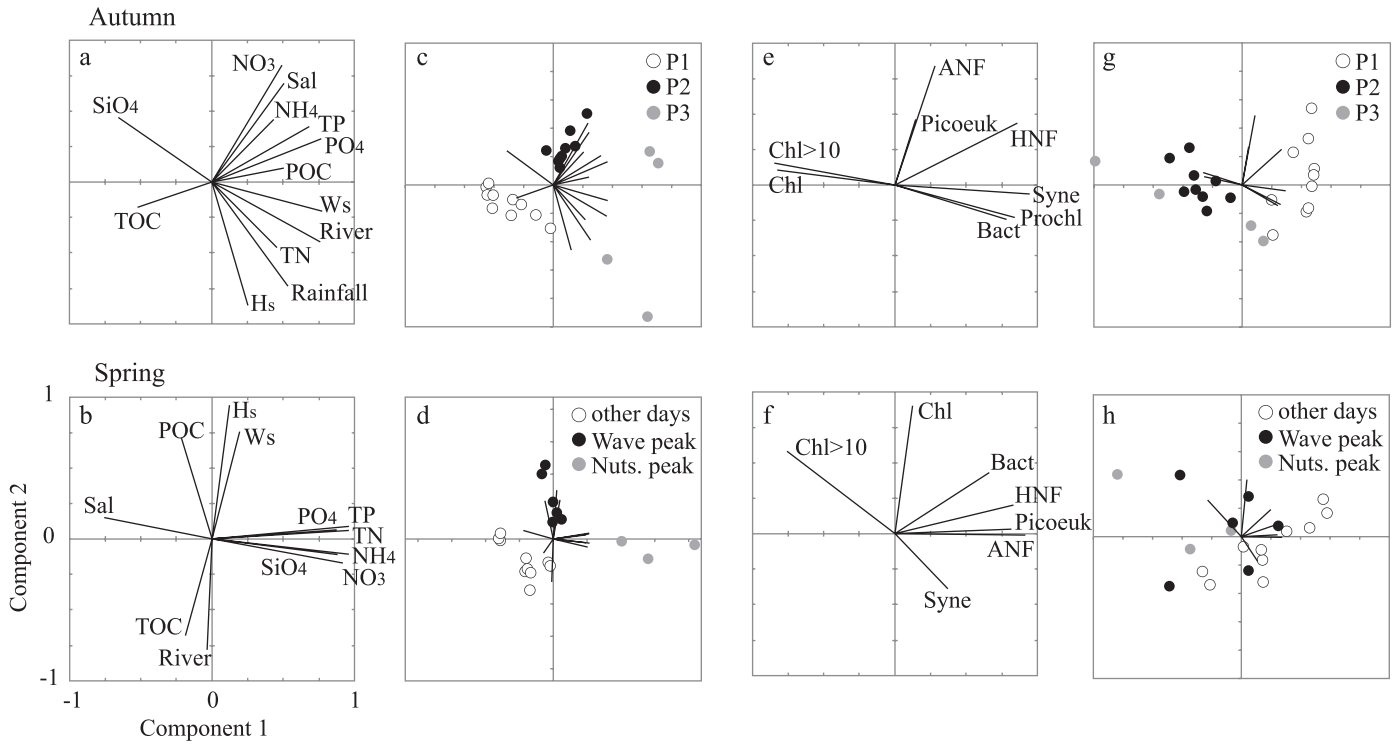 Autumn
a
NO3
Sal
SiO4
NH4
TP
PO4
POC
Ws
TOC
River
TN
Rainfall
Hs
c
P1
P2
P3
e
ANF
Picoeuk
HNF
Chl>10
Chl
Syne
Prochl
Bact
g
P1
P2
P3
Spring
1
b
Hs
POC
Ws
Sal
PO4
TP
TN
0
NH4
SiO4
NO3
TOC
River
-1
-1
0
1
Component 1
Component 2
d
other days
Wave peak
Nuts. peak
f
Chl
Chl>10
Bact
HNF
Picoeuk
ANF
Syne
h
other days
Wave peak
Nuts. peak